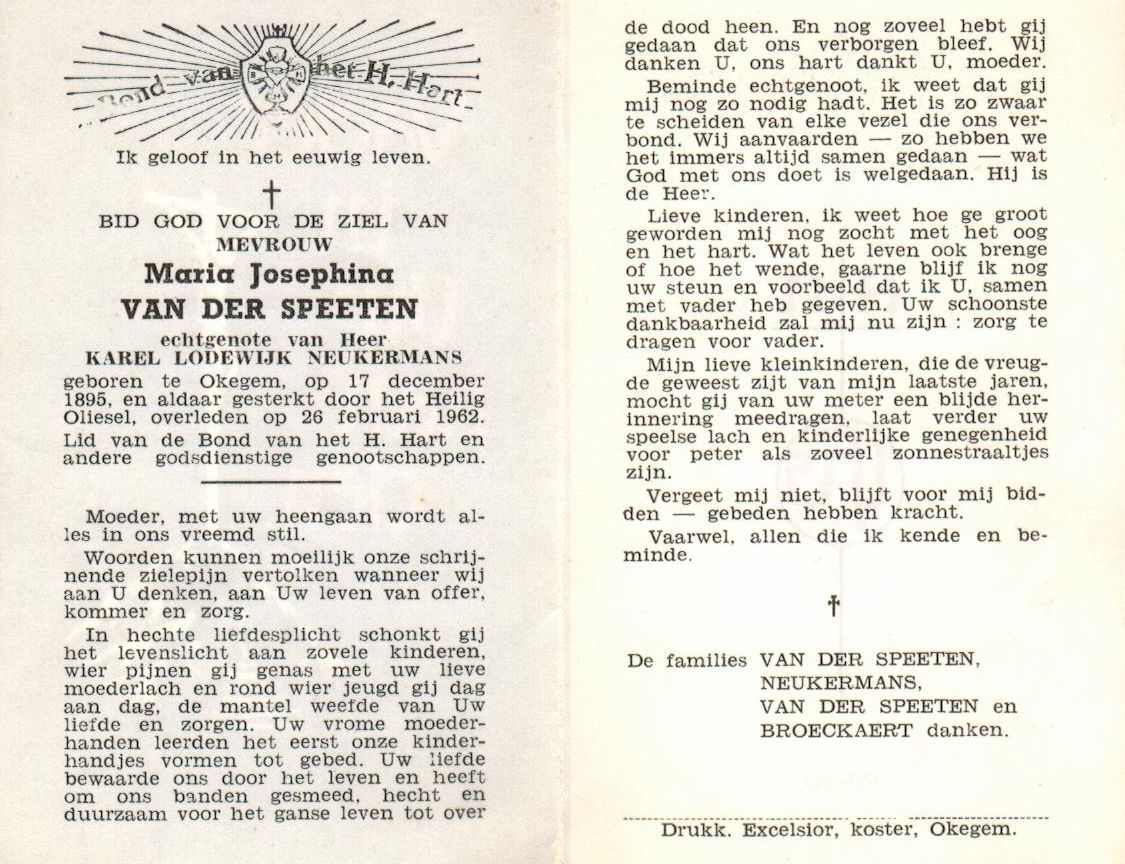 Bond van het H. Hart
Ik geloof in het eeuwig leven.
BID GOD VOOR DE ZIEL VAN
MEVROUW
Maria Josephina
VAN DER SPEETEN
echtgenote van Heer
KAREL LODEWIJK NEUKERMANS
geboren te Okegem, op 17 december
1895, en aldaar gesterkt door het Heilig
Oliesel, overleden op 26 februari 1962.
Lid van de Bond van het H. Hart en
andere godsdienstige genootschappen.
Moeder, met uw heengaan wordt al-
les in ons vreemd stil.
Woorden kunnen moeilijk onze schrij-
nende zielepijn vertolken wanneer wij
aan U denken, aan Uw leven van offer,
kommer en zorg.
In hechte liefdesplicht schonkt gij
het levenslicht aan zovele kinderen,
wier pijnen gij genas met uw lieve
moederlach en rond wier jeugd gij dag
aan dag, de mantel weefde van Uw
liefde en zorgen. Uw vrome moeder-
handen leerden het eerst onze kinder-
handjes vormen tot gebed. Uw liefde
bewaarde ons door het leven en heeft
om ons banden gesmeed, hecht en
duurzaam voor het ganse leven tot over
de dood heen. En nog zoveel hebt gij
gedaan dat ons verborgen bleef. Wij
danken U, ons hart dankt U, moeder.
Beminde echtgenoot, ik weet dat gij
mij nog zo nodig hadt. Het is zo zwaar
te scheiden van elke vezel die ons ver-
bond. Wij aanvaarden — zo hebben we
het immers altijd samen gedaan — wat
God met ons doet is welgedaan. Hij is
de Heer.
Lieve kinderen, ik weet hoe ge groot
geworden mij nog zocht met het oog
en het hart. Wat het leven ook brenge
of hoe het wende, gaarne blijf ik nog
uw steun en voorbeeld dat ik U, samen
met vader heb gegeven. Uw schoonste
dankbaarheid zal mij nu zijn : zorg te
dragen voor vader.
Mijn lieve kleinkinderen, die de vreug-
de geweest zijt van mijn laatste jaren,
mocht gij van uw meter een blijde her-
innering meedragen, laat verder uw
speelse lach en kinderlijke genegenheid
voor peter als zoveel zonnestraaltjes
zijn.
Vergeet mij niet, blijft voor mij bid-
den — gebeden hebben kracht.
Vaarwel, allen die ik kende en be-
minde.
De families VAN DER SPEETEN,
NEUKERMANS,
VAN DER SPEETEN en
BROECKAERT danken.
Drukk. Excelsior, koster, Okegem.